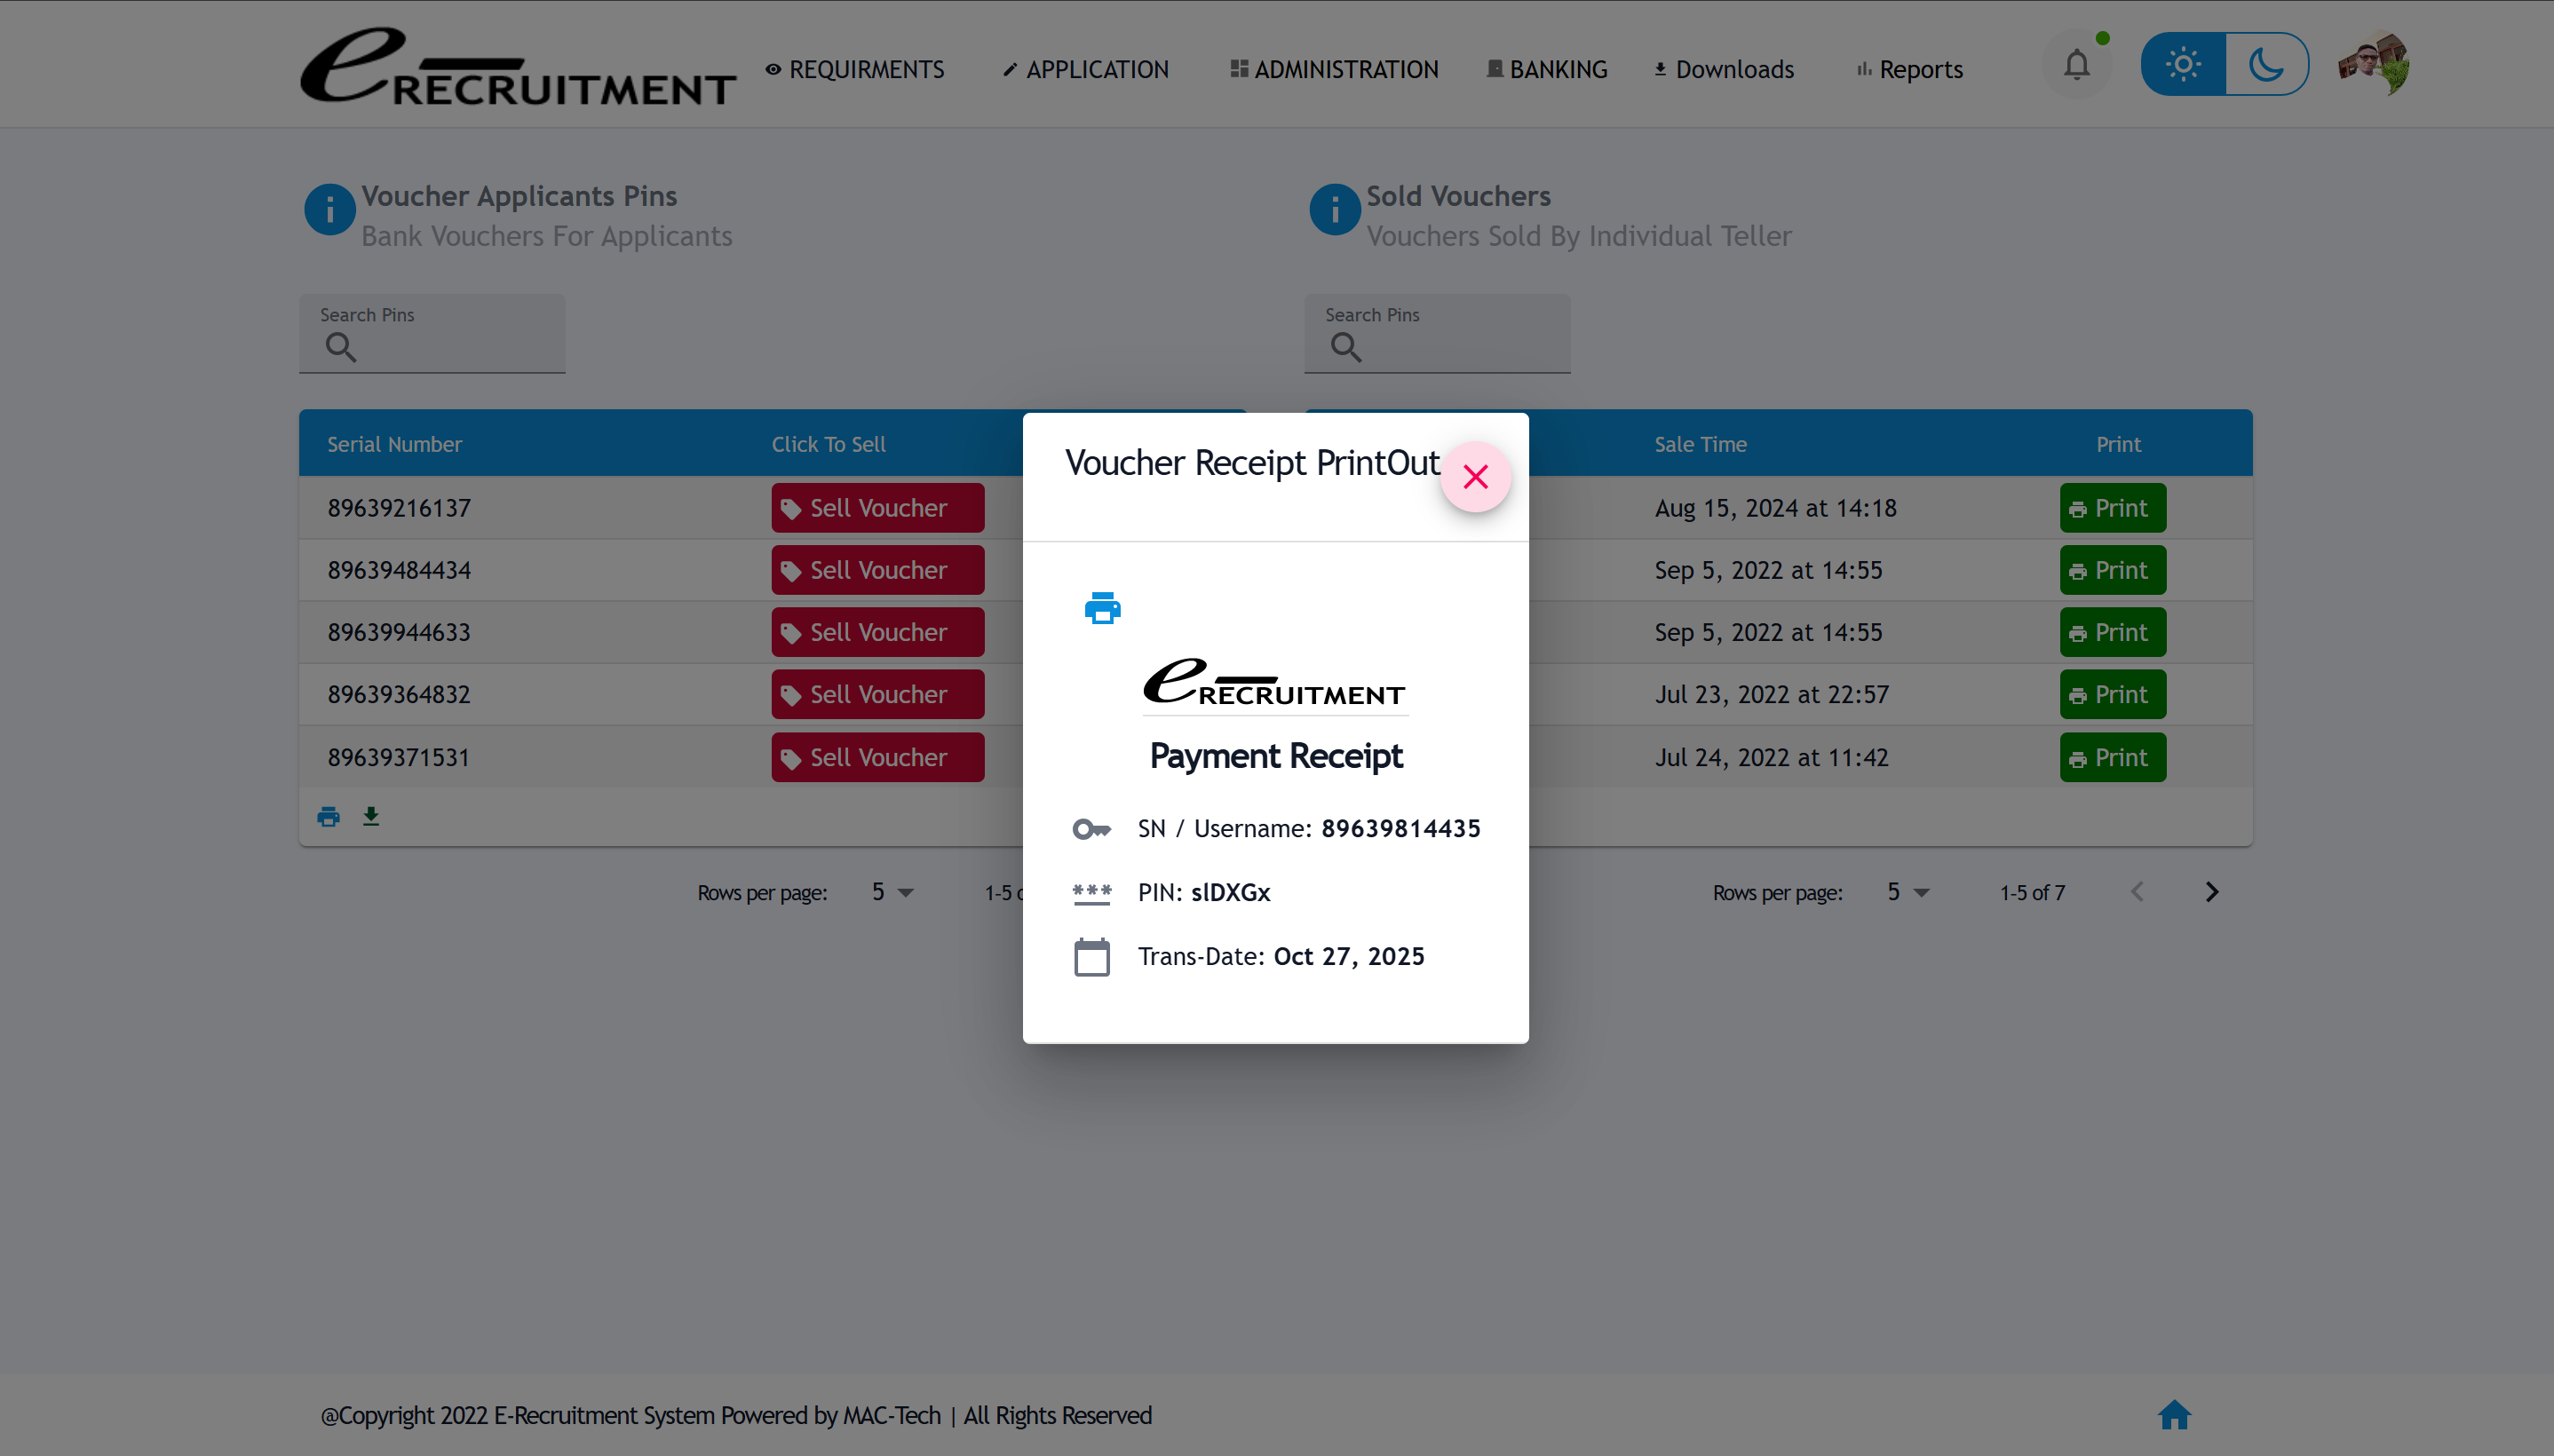 e RECRUITMENT
REQUIRMENTS
APPLICATION
ADMINISTRATION
BANKING
Downloads
Reports
Voucher Applicants Pins
Bank Vouchers For Applicants
Sold Vouchers
Vouchers Sold By Individual Teller
Search Pins
Search Pins
Serial Number Click To Sell
89639216137 Sell Voucher
89639484434 Sell Voucher
89639944633 Sell Voucher
89639364832 Sell Voucher
89639371531 Sell Voucher
Rows per page: 5 1-5
Sale Time Print
Aug 15, 2024 at 14:18 Print
Sep 5, 2022 at 14:55 Print
Sep 5, 2022 at 14:55 Print
Jul 23, 2022 at 22:57 Print
Jul 24, 2022 at 11:42 Print
Rows per page: 5 1-5 of 7
Voucher Receipt PrintOut
e RECRUITMENT
Payment Receipt
SN / Username: 89639814435
PIN: slDXGx
Trans-Date: Oct 27, 2025
@Copyright 2022 E-Recruitment System Powered by MAC-Tech | All Rights Reserved